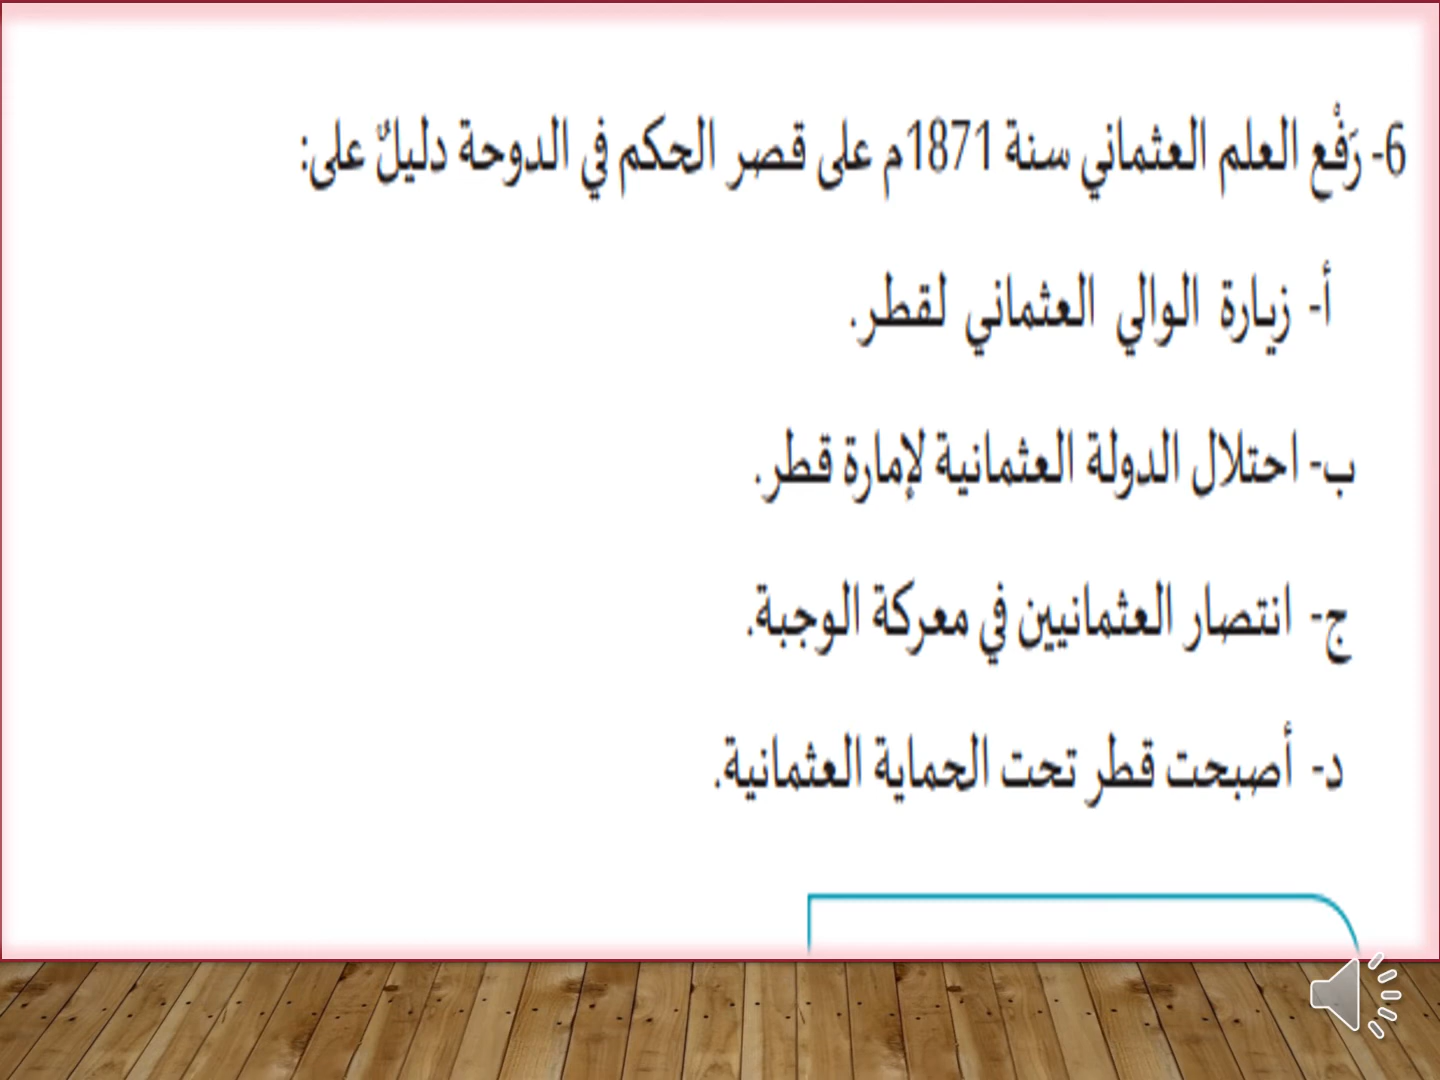 6- رَفْع العلم العثماني سنة 1871م على قصر الحكم في الدوحة دليلٌ على:
أ- زيارة الوالي العثماني لقطر.
ب- احتلال الدولة العثمانية لإمارة قطر.
ج- انتصار العثمانيين في معركة الوجبة.
د- أصبحت قطر تحت الحماية العثمانية.